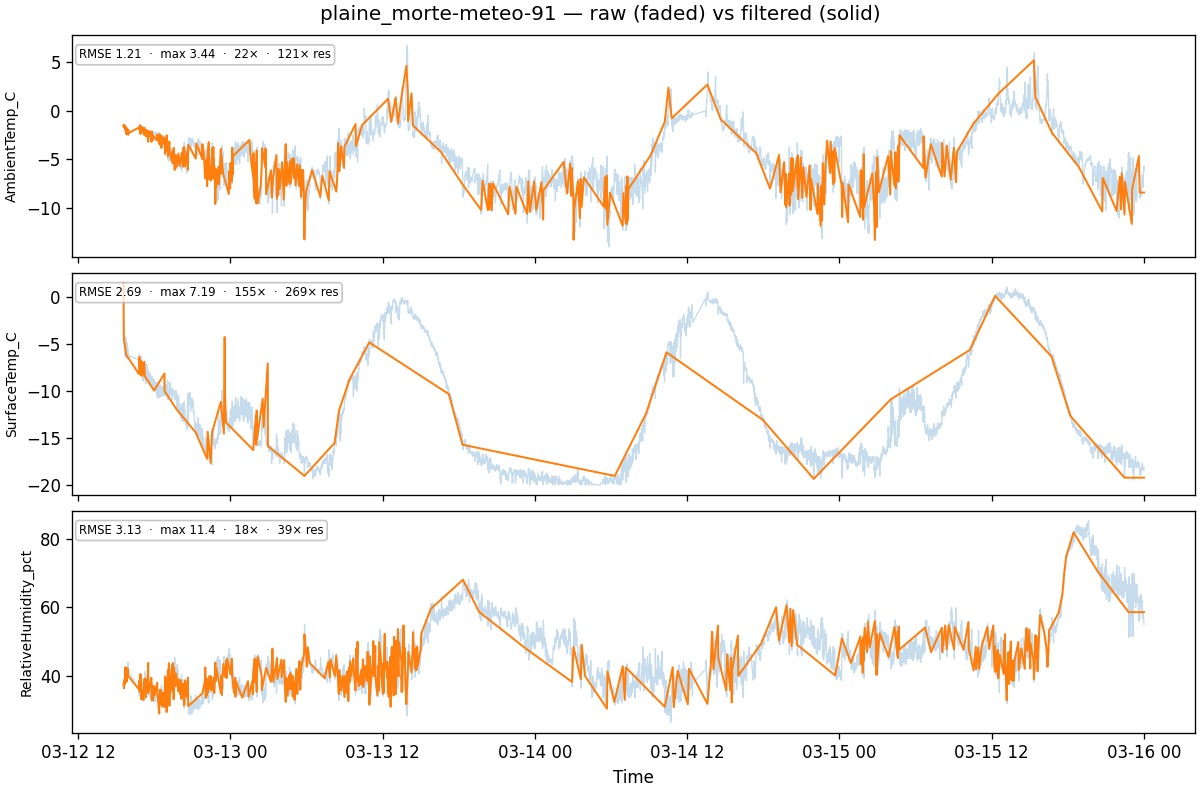 plaine_morte-meteo-91 — raw (faded) vs filtered (solid)
RMSE 1.21 · max 3.44 · 22× · 121× res
AmbientTemp_C
5
0
−5
−10
RMSE 2.69 · max 7.19 · 155× · 269× res
SurfaceTemp_C
0
−5
−10
−15
−20
RMSE 3.13 · max 11.4 · 18× · 39× res
RelativeHumidity_pct
80
60
40
03-12 12
03-13 00
03-13 12
03-14 00
03-14 12
03-15 00
03-15 12
03-16 00
Time